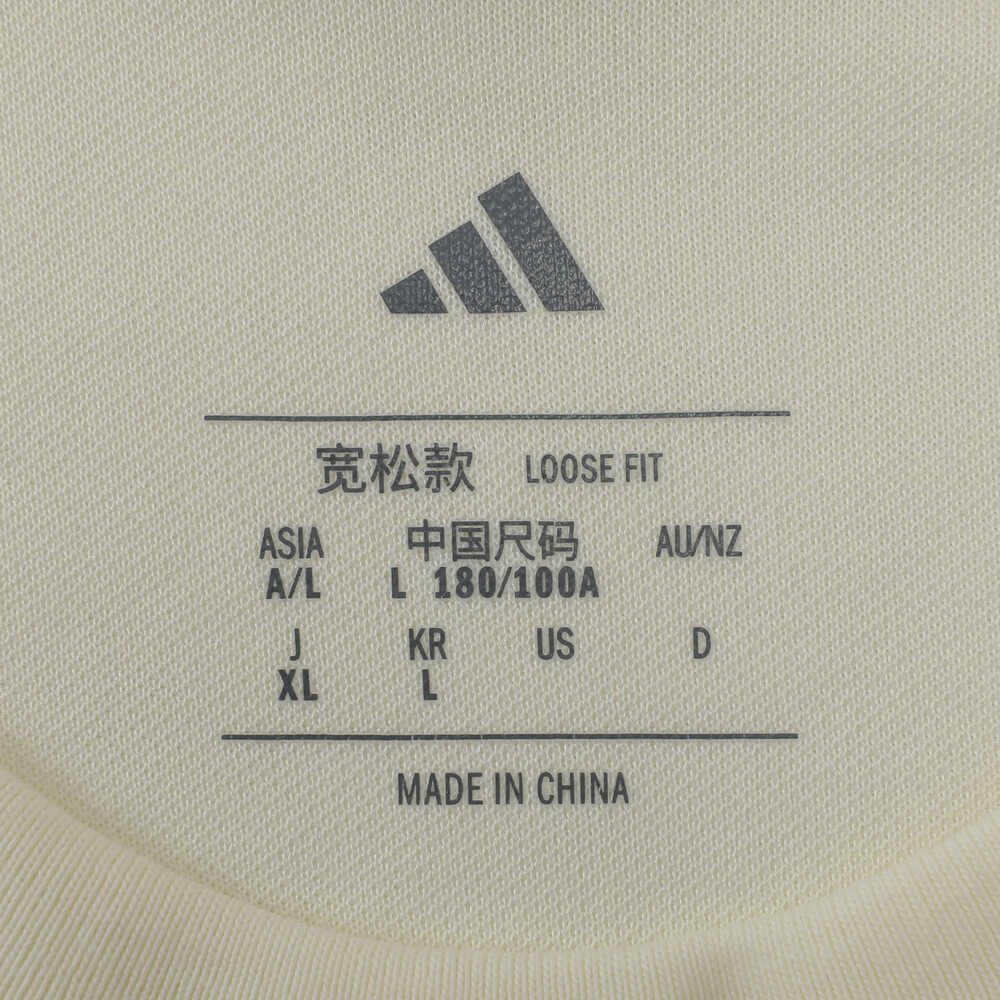 宽松款 LOOSE FIT
ASIA 中国尺码 AU/NZ
A/L L 180/100A
J KR US D
XL L
MADE IN CHINA